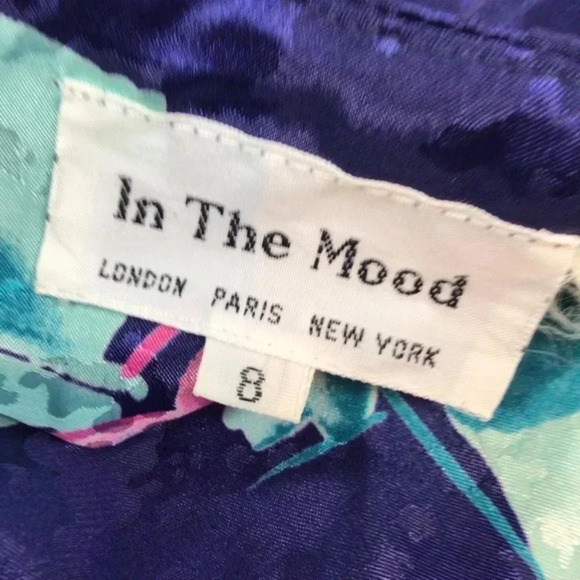 In The Mood
LONDON PARIS NEW YORK
8